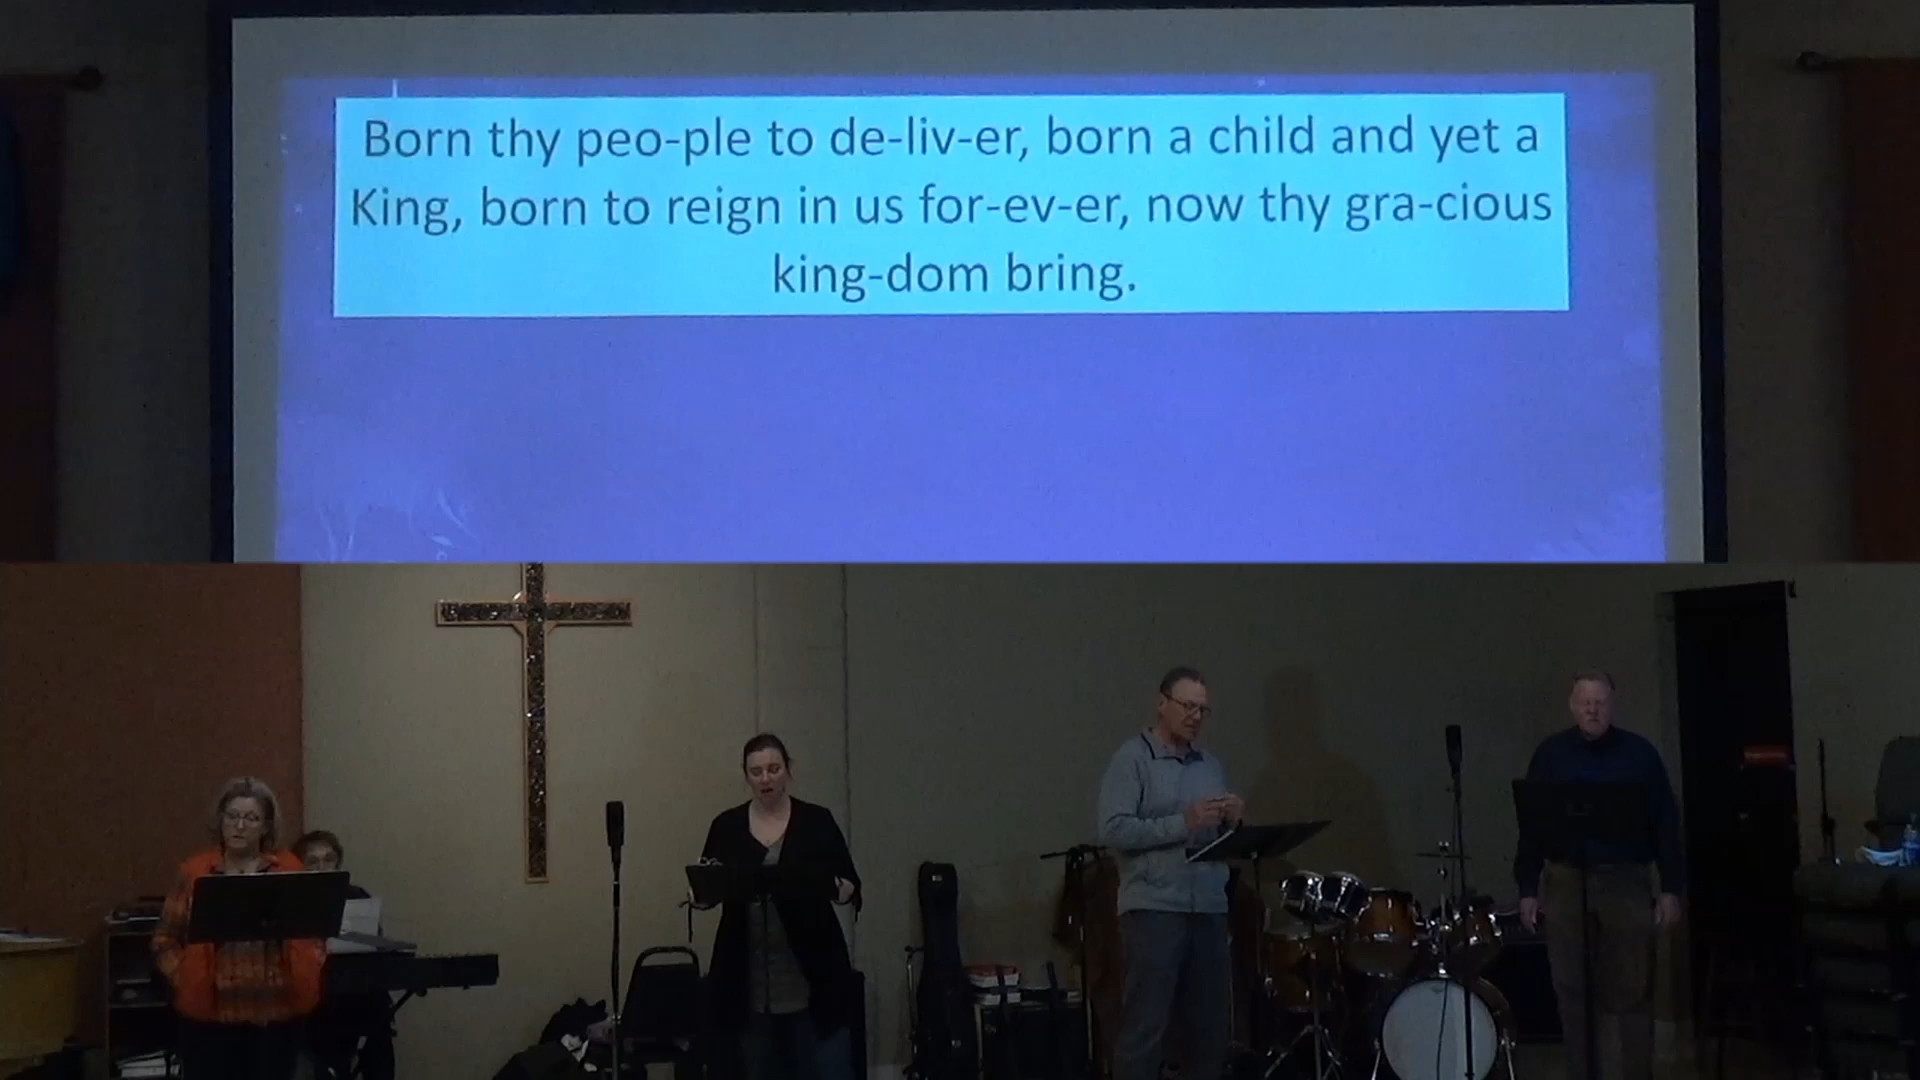 Born thy peo-ple to de-liv-er, born a child and yet a
King, born to reign in us for-ev-er, now thy gra-cious
king-dom bring.